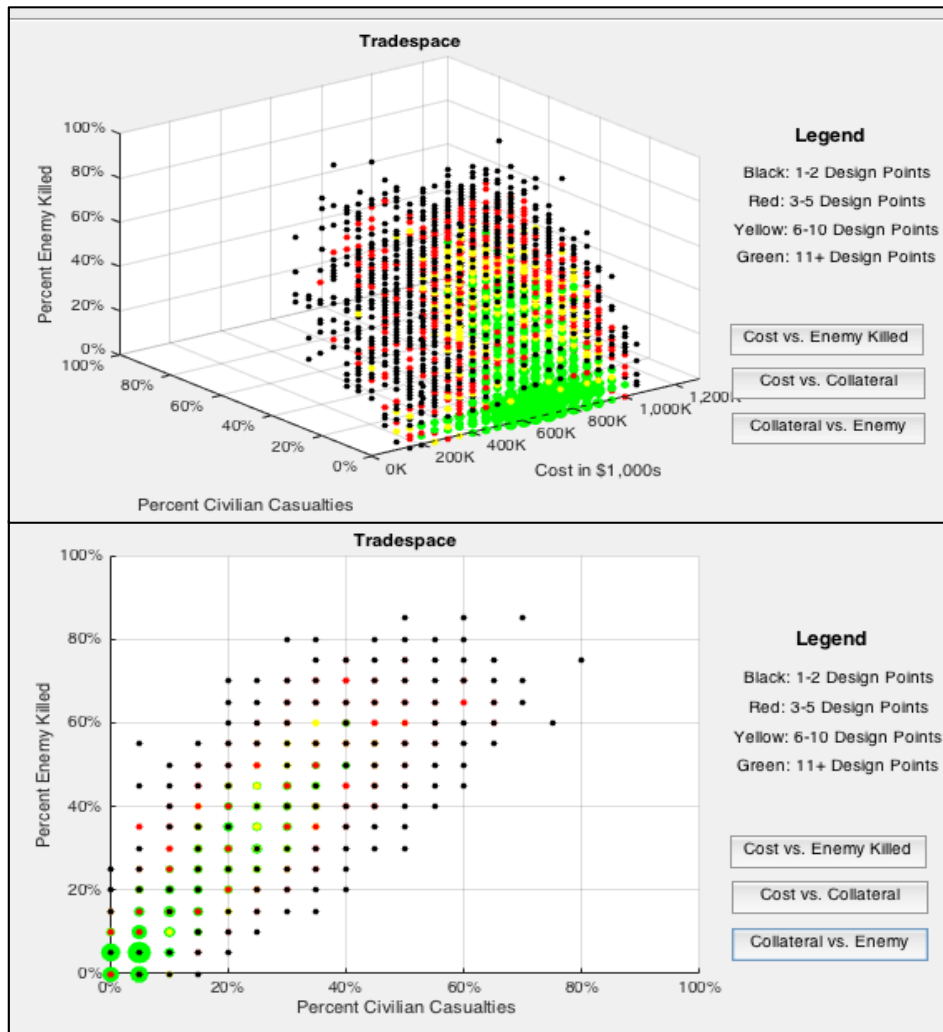 Tradespace
100%
80%
60%
40%
20%
0%
Percent Enemy Killed
100%
80%
60%
40%
20%
0%
Percent Civilian Casualties
0K
200K
400K
600K
800K
1,000K
1,200K
Cost in $1,000s
Legend
Black: 1-2 Design Points
Red: 3-5 Design Points
Yellow: 6-10 Design Points
Green: 11+ Design Points
Cost vs. Enemy Killed
Cost vs. Collateral
Collateral vs. Enemy
Tradespace
100%
80%
60%
40%
20%
0%
Percent Enemy Killed
0%
20%
40%
60%
80%
100%
Percent Civilian Casualties
Legend
Black: 1-2 Design Points
Red: 3-5 Design Points
Yellow: 6-10 Design Points
Green: 11+ Design Points
Cost vs. Enemy Killed
Cost vs. Collateral
Collateral vs. Enemy